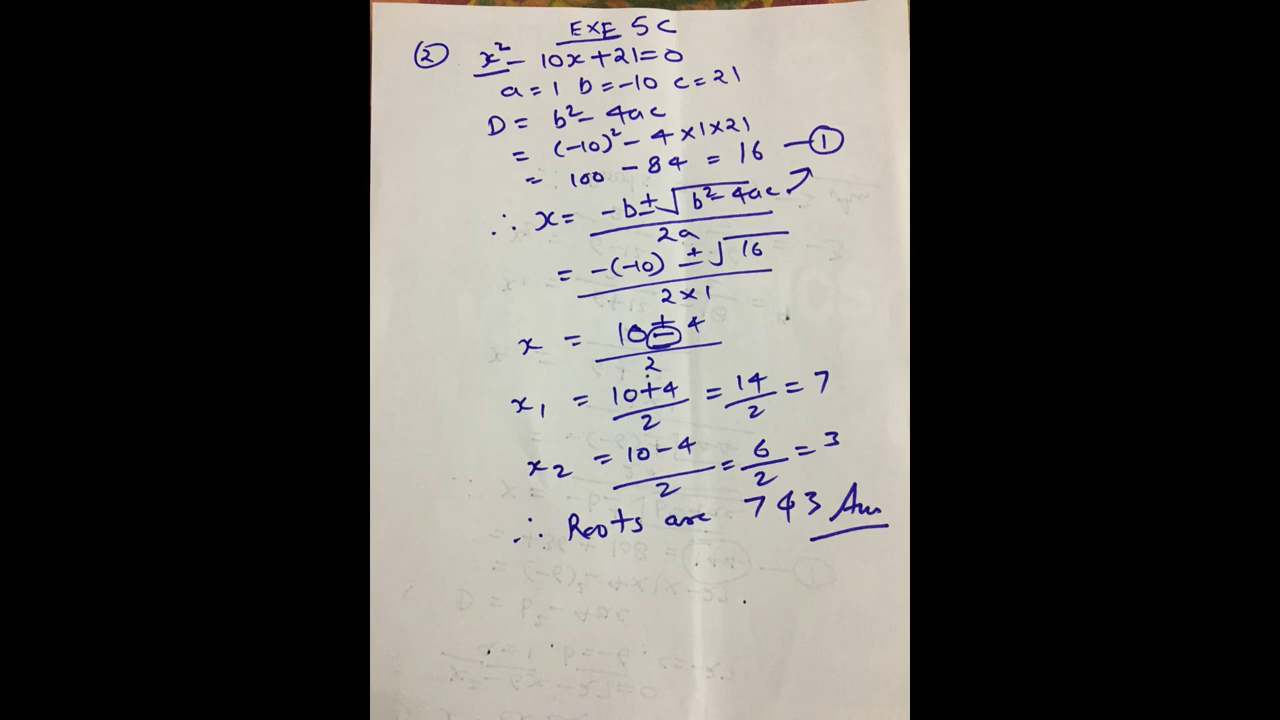 EXE 5C
② x² - 10x + 21 = 0
a = 1 b = -10 c = 21
D = b² - 4ac
= (-10)² - 4 × 1 × 21
= 100 - 84 = 16 — ①
∴ x = (-b ± √(b² - 4ac)) / 2a
= (-(-10) ± √16) / (2 × 1)
x = (10 ± 4) / 2
x₁ = (10 + 4) / 2 = 14 / 2 = 7
x₂ = (10 - 4) / 2 = 6 / 2 = 3
∴ Roots are 7 & 3 Ans